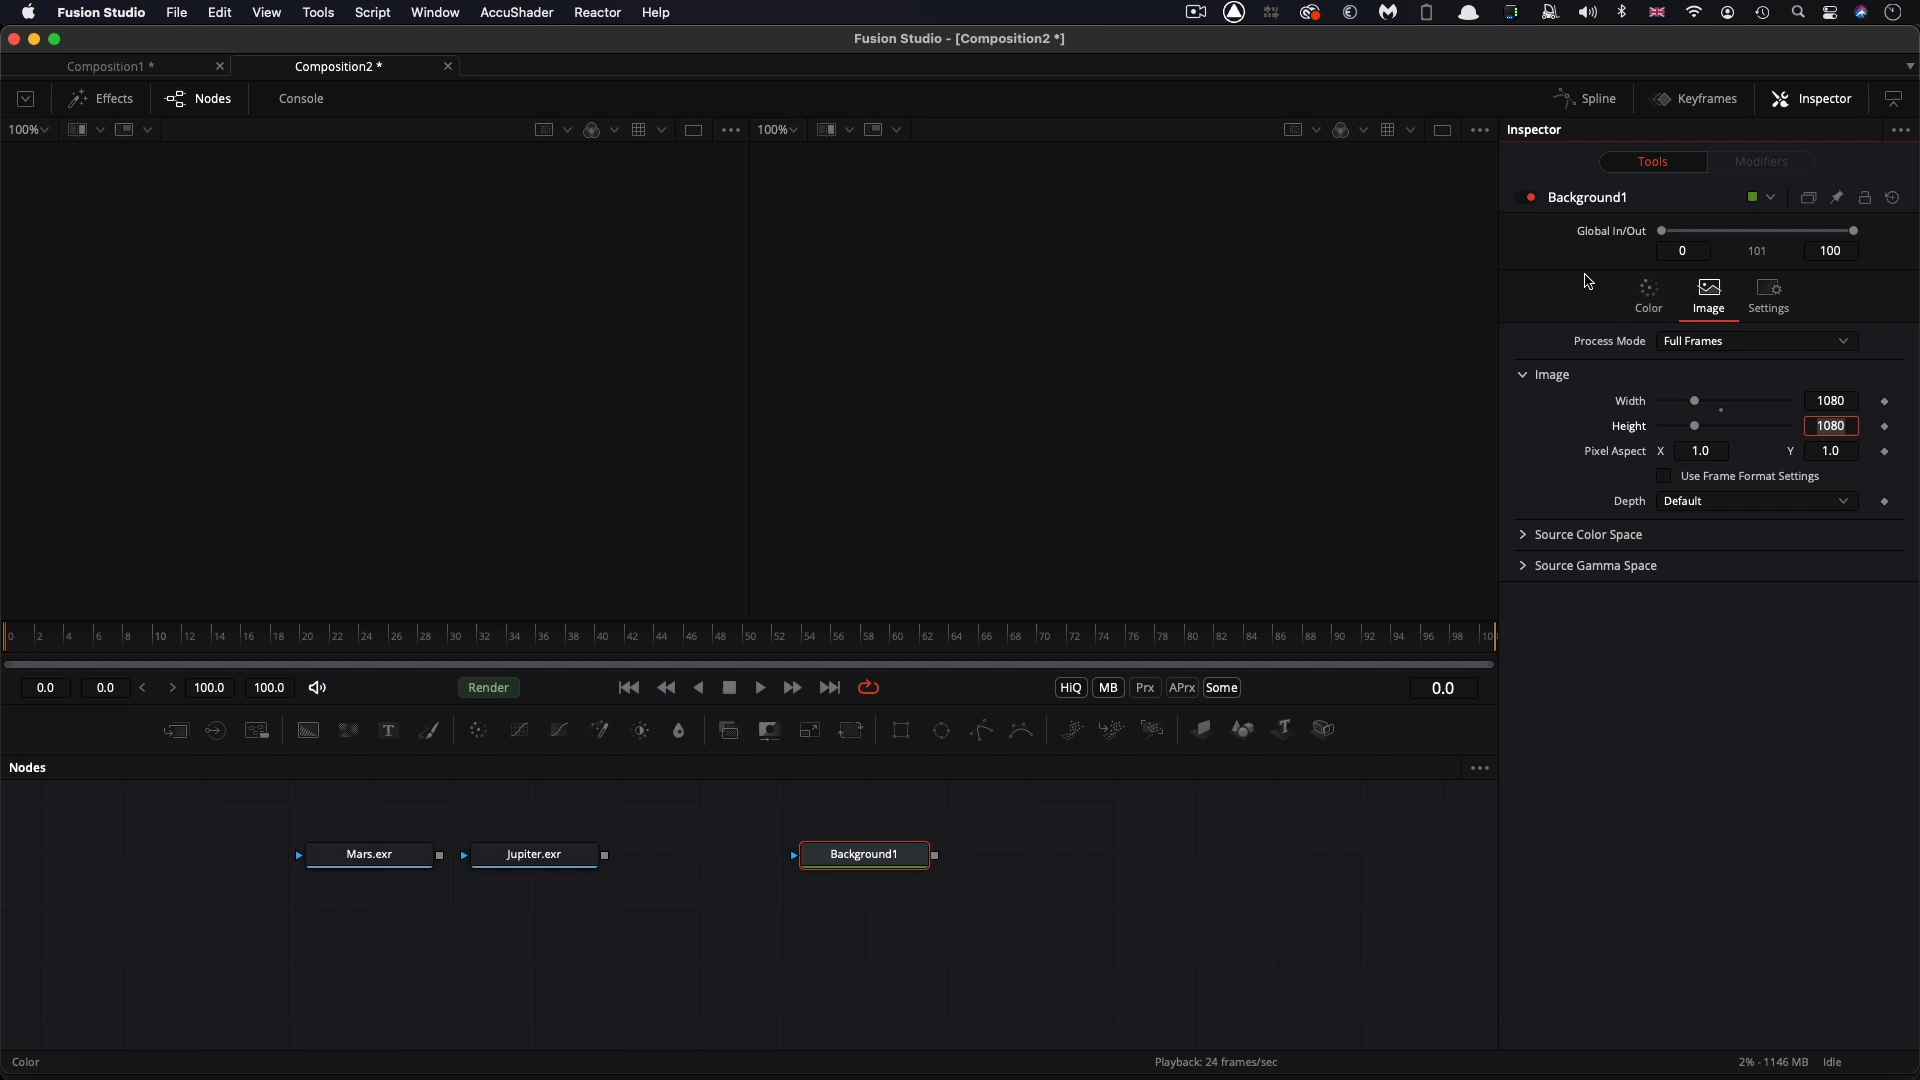 Fusion Studio File Edit View Tools Script Window AccuShader Reactor Help
Fusion Studio - [Composition2 *]
Composition1 * Composition2 *
Effects Nodes Console Spline Keyframes Inspector
100% 100% Inspector
Tools Modifiers
Background1
Global In/Out
0 101 100
Color Image Settings
Process Mode Full Frames
Image
Width 1080
Height 1080
Pixel Aspect X 1.0 Y 1.0
Use Frame Format Settings
Depth Default
Source Color Space
Source Gamma Space
0 2 4 6 8 10 12 14 16 18 20 22 24 26 28 30 32 34 36 38 40 42 44 46 48 50 52 54 56 58 60 62 64 66 68 70 72 74 76 78 80 82 84 86 88 90 92 94 96 98 10
0.0 0.0 < > 100.0 100.0 Render HiQ MB Prx APrx Some 0.0
Nodes
Mars.exr Jupiter.exr Background1
Color Playback: 24 frames/sec 2% - 1146 MB Idle